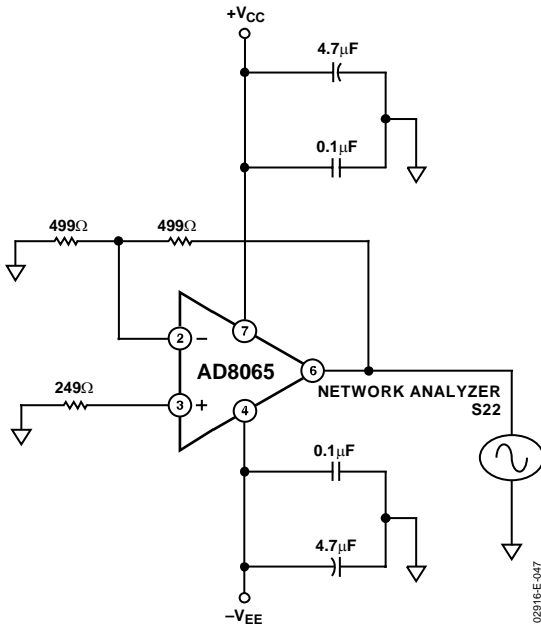 +VCC
4.7µF
0.1µF
499Ω
499Ω
2
–
7
AD8065
6
NETWORK ANALYZER
S22
249Ω
3
+
4
0.1µF
4.7µF
–VEE
02916-E-047